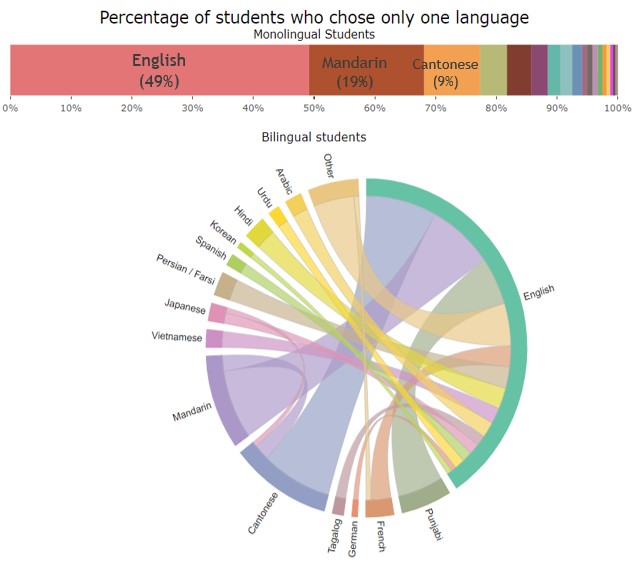 Percentage of students who chose only one language
Monolingual Students
English
(49%)
Mandarin
(19%)
Cantonese
(9%)
0% 10% 20% 30% 40% 50% 60% 70% 80% 90% 100%
Bilingual students
Other
Arabic
Urdu
Hindi
Korean
Spanish
Persian / Farsi
Japanese
Vietnamese
Mandarin
Cantonese
Tagalog
German
French
Punjabi
English